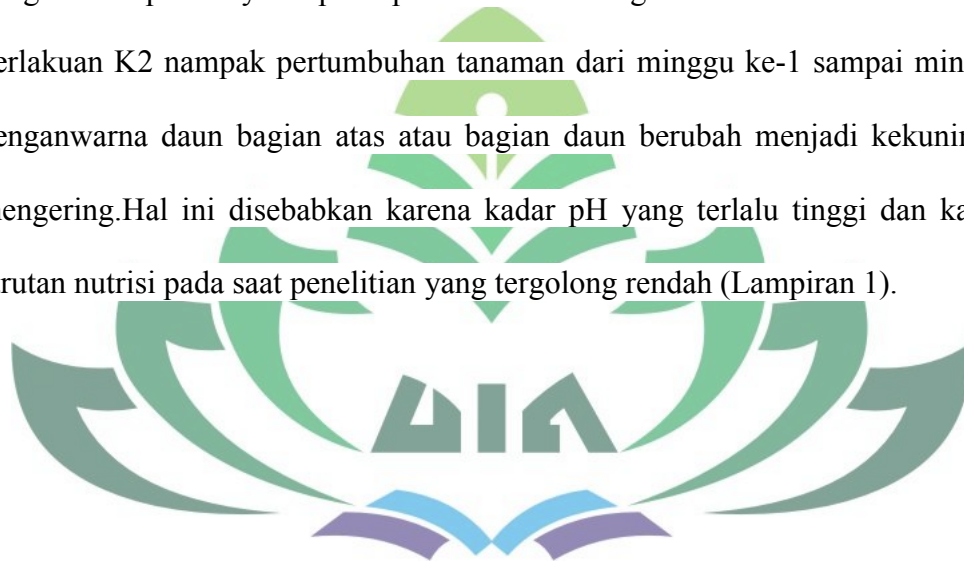 erlakuan K2 nampak pertumbuhan tanaman dari minggu ke-1 sampai min
enganwarna daun bagian atas atau bagian daun berubah menjadi kekunin
engering.Hal ini disebabkan karena kadar pH yang terlalu tinggi dan ka
rutan nutrisi pada saat penelitian yang tergolong rendah (Lampiran 1).
UIN